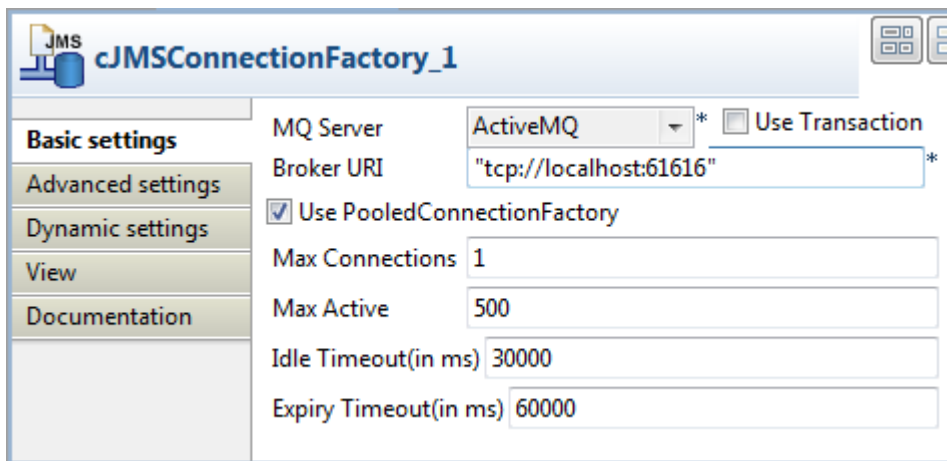 JMS
cJMSConnectionFactory_1
Basic settings
Advanced settings
Dynamic settings
View
Documentation
MQ Server ActiveMQ * Use Transaction
Broker URI "tcp://localhost:61616" *
Use PooledConnectionFactory
Max Connections 1
Max Active 500
Idle Timeout(in ms) 30000
Expiry Timeout(in ms) 60000